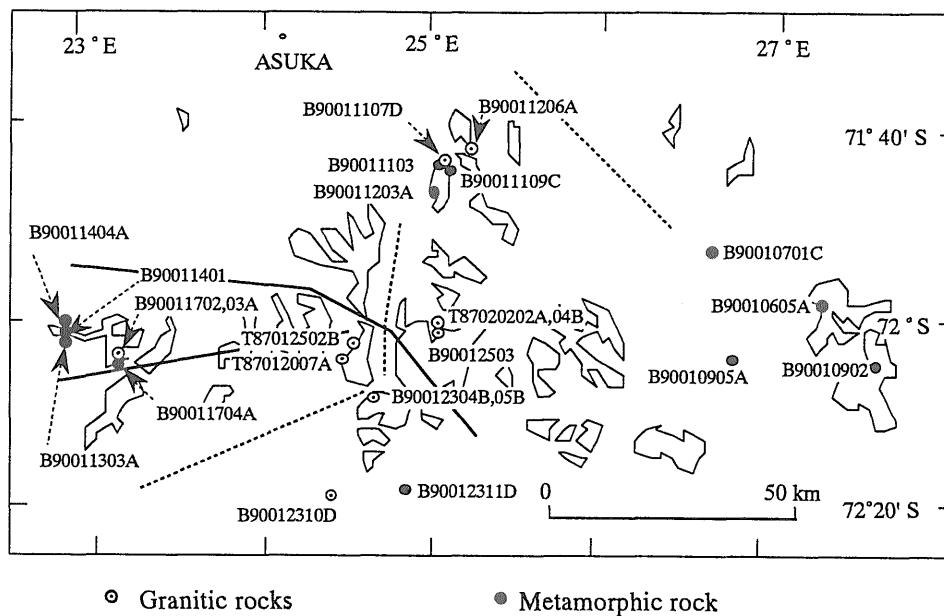 23 ° E
25 ° E
27 ° E
ASUKA
B90011107D
B90011206A
71° 40' S
B90011103
B90011109C
B90011203A
B90011404A
B90011401
B90010701C
B90011702,03A
B90010605A
T87020202A,04B
72 ° S
T87012502B
T87012007A
B90012503
B90010905A
B90010902
B90012304B,05B
B90011704A
B90011303A
B90012311D
0
50 km
B90012310D
72°20' S
Granitic rocks
Metamorphic rock